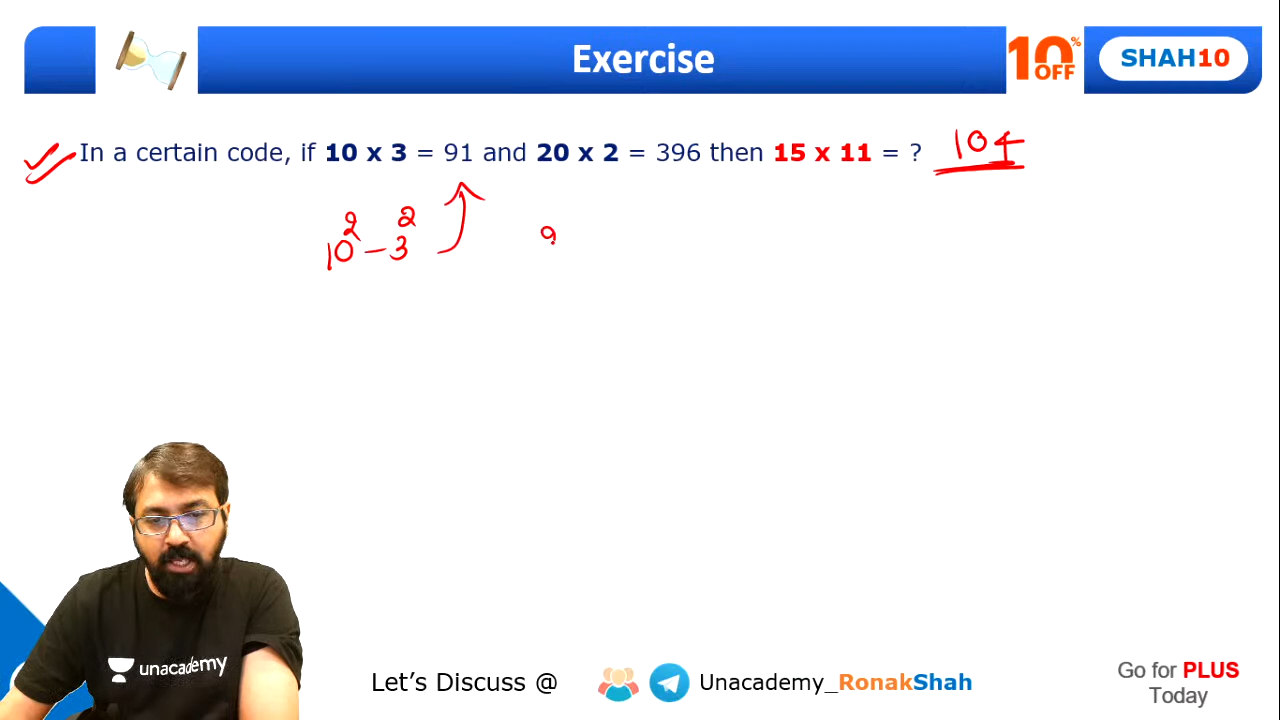 Exercise
10% OFF
SHAH10
In a certain code, if 10 x 3 = 91 and 20 x 2 = 396 then 15 x 11 = ? 104
10² - 3²
unacademy
Let's Discuss @ Unacademy_RonakShah
Go for PLUS
Today